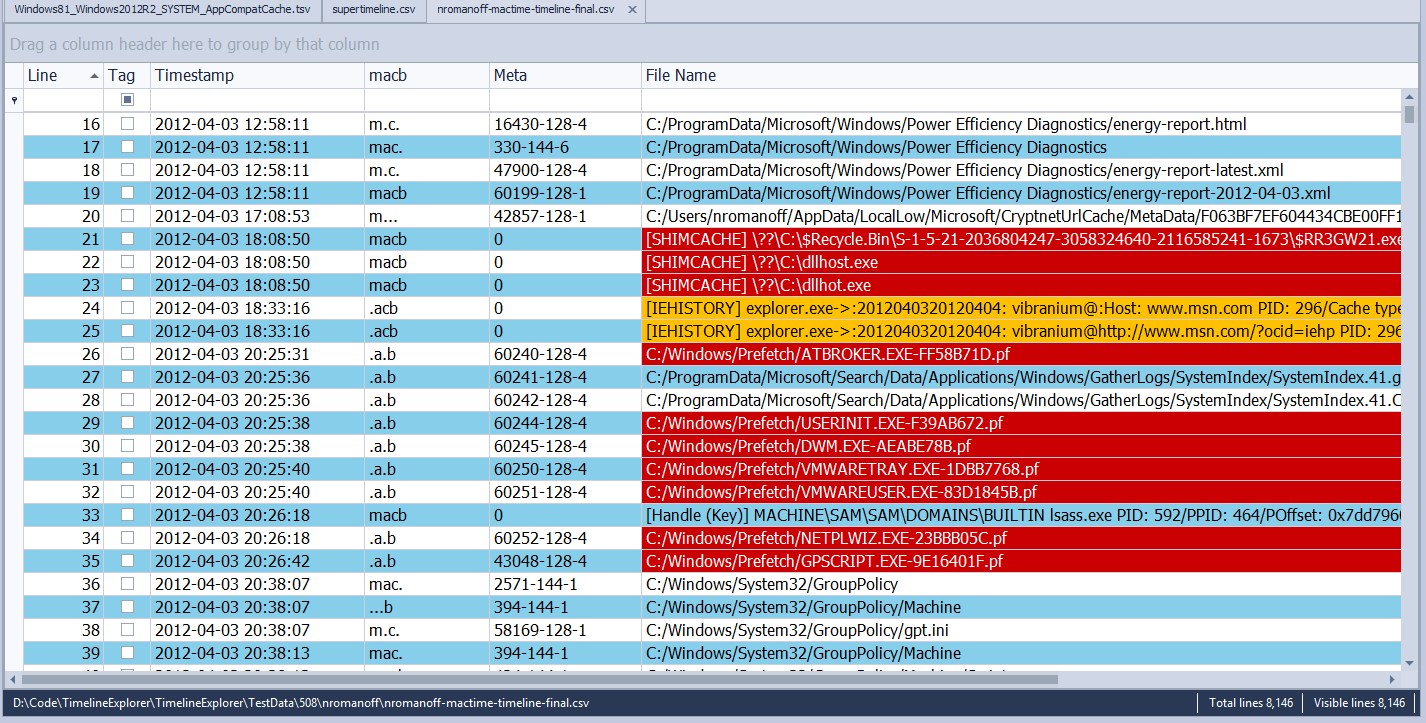 Windows81_Windows2012R2_SYSTEM_AppCompatCache.tsv supertimeline.csv nromanoff-mactime-timeline-final.csv
Drag a column header here to group by that column
Line Tag Timestamp macb Meta File Name
16 2012-04-03 12:58:11 m.c. 16430-128-4 C:/ProgramData/Microsoft/Windows/Power Efficiency Diagnostics/energy-report.html
17 2012-04-03 12:58:11 mac. 330-144-6 C:/ProgramData/Microsoft/Windows/Power Efficiency Diagnostics
18 2012-04-03 12:58:11 m.c. 47900-128-4 C:/ProgramData/Microsoft/Windows/Power Efficiency Diagnostics/energy-report-latest.xml
19 2012-04-03 12:58:11 macb 60199-128-1 C:/ProgramData/Microsoft/Windows/Power Efficiency Diagnostics/energy-report-2012-04-03.xml
20 2012-04-03 17:08:53 m... 42857-128-1 C:/Users/nromanoff/AppData/LocalLow/Microsoft/CryptnetUrlCache/MetaData/F063BF7EF604434CBE00FF1
21 2012-04-03 18:08:50 macb 0 [SHIMCACHE] \??\C:\$Recycle.Bin\S-1-5-21-2036804247-3058324640-2116585241-1673\$RR3GW21.exe
22 2012-04-03 18:08:50 macb 0 [SHIMCACHE] \??\C:\dllhost.exe
23 2012-04-03 18:08:50 macb 0 [SHIMCACHE] \??\C:\dllhot.exe
24 2012-04-03 18:33:16 .acb 0 [IEHISTORY] explorer.exe->:2012040320120404: vibranium@:Host: www.msn.com PID: 296/Cache type
25 2012-04-03 18:33:16 .acb 0 [IEHISTORY] explorer.exe->:2012040320120404: vibranium@http://www.msn.com/?ocid=iehp PID: 296
26 2012-04-03 20:25:31 .a.b 60240-128-4 C:/Windows/Prefetch/ATBROKER.EXE-FF58B71D.pf
27 2012-04-03 20:25:36 .a.b 60241-128-4 C:/ProgramData/Microsoft/Search/Data/Applications/Windows/GatherLogs/SystemIndex/SystemIndex.41.g
28 2012-04-03 20:25:36 .a.b 60242-128-4 C:/ProgramData/Microsoft/Search/Data/Applications/Windows/GatherLogs/SystemIndex/SystemIndex.41.C
29 2012-04-03 20:25:38 .a.b 60244-128-4 C:/Windows/Prefetch/USERINIT.EXE-F39AB672.pf
30 2012-04-03 20:25:38 .a.b 60245-128-4 C:/Windows/Prefetch/DWM.EXE-AEABE78B.pf
31 2012-04-03 20:25:40 .a.b 60250-128-4 C:/Windows/Prefetch/VMWARETRAY.EXE-1DBB7768.pf
32 2012-04-03 20:25:40 .a.b 60251-128-4 C:/Windows/Prefetch/VMWAREUSER.EXE-83D1845B.pf
33 2012-04-03 20:26:18 macb 0 [Handle (Key)] MACHINE\SAM\SAM\DOMAINS\BUILTIN lsass.exe PID: 592/PPID: 464/POffset: 0x7dd7960
34 2012-04-03 20:26:18 .a.b 60252-128-4 C:/Windows/Prefetch/NETPLWIZ.EXE-23BBB05C.pf
35 2012-04-03 20:26:42 .a.b 43048-128-4 C:/Windows/Prefetch/GPSCRIPT.EXE-9E16401F.pf
36 2012-04-03 20:38:07 mac. 2571-144-1 C:/Windows/System32/GroupPolicy
37 2012-04-03 20:38:07 ...b 394-144-1 C:/Windows/System32/GroupPolicy/Machine
38 2012-04-03 20:38:07 m.c. 58169-128-1 C:/Windows/System32/GroupPolicy/gpt.ini
39 2012-04-03 20:38:13 mac. 394-144-1 C:/Windows/System32/GroupPolicy/Machine
D:\Code\TimelineExplorer\TimelineExplorer\TestData\508\nromanoff\nromanoff-mactime-timeline-final.csv Total lines 8,146 Visible lines 8,146